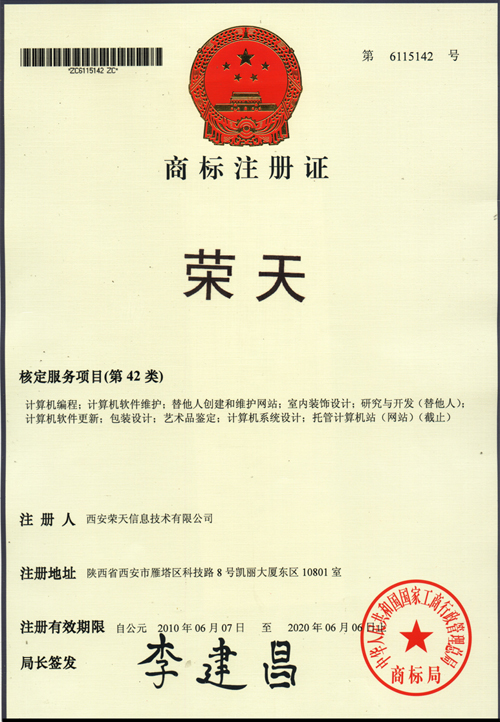 *ZC6115142 ZC*
第 6115142 号
商标注册证
荣天
核定服务项目(第 42 类)
计算机编程；计算机软件维护；替他人创建和维护网站；室内装饰设计；研究与开发（替他人）；
计算机软件更新；包装设计；艺术品鉴定；计算机系统设计；托管计算机站（网站）（截止）
注 册 人 西安荣天信息技术有限公司
注册地址 陕西省西安市雁塔区科技路 8 号凯丽大厦东区 10801 室
注册有效期限 自公元 2010 年 06 月 07 日 至 2020 年 06 月 06 日止
局长签发 李建昌
中华人民共和国国家工商行政管理总局
商标局